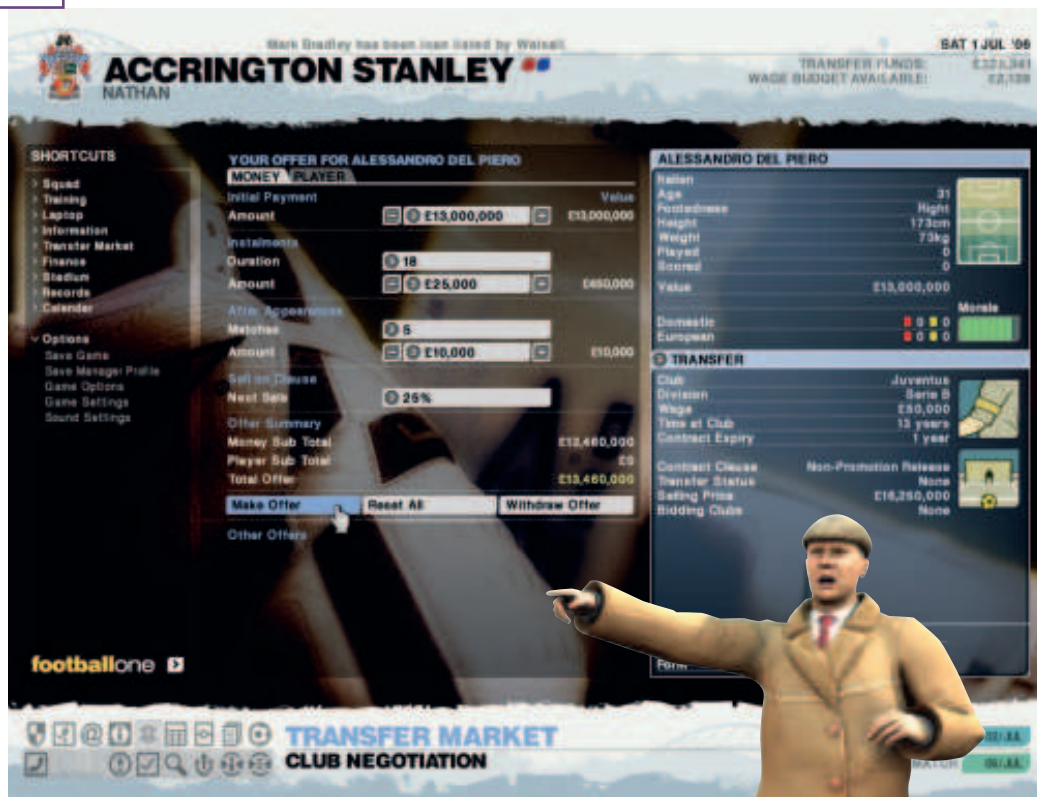 Mark Bradley has been loan listed by Walsall
ACCRINGTON STANLEY
NATHAN
SAT 1 JUL '06
TRANSFER FUNDS:
WAGE BUDGET AVAILABLE: £2,139
SHORTCUTS
Squad
Training
Laptop
Information
Transfer Market
Finance
Stadium
Records
Calender
Options
Save Game
Save Manager Profile
Game Options
Game Settings
Sound Settings
footballone
YOUR OFFER FOR ALESSANDRO DEL PIERO
MONEY PLAYER
Initial Payment Value
Amount £13,000,000 £13,000,000
Instalments
Duration 18
Amount £25,000 £450,000
After Appearances
Matches 5
Amount £10,000 £10,000
Sell on Clause
Next Sale 25%
Offer Summary
Money Sub Total £13,460,000
Player Sub Total £0
Total Offer £13,460,000
Make Offer Reset All Withdraw Offer
Other Offers
ALESSANDRO DEL PIERO
Italian
Age 31
Footedness Right
Height 173cm
Weight 73kg
Played 0
Scored 0
Value £13,000,000
Morale
Domestic 0 0
European 0 0
TRANSFER
Club Juventus
Division Serie B
Wage £50,000
Time at Club 13 years
Contract Expiry 1 year
Contract Clause Non-Promotion Release
Transfer Status None
Selling Price £16,250,000
Bidding Clubs None
Form
TRANSFER MARKET
CLUB NEGOTIATION
MATCH